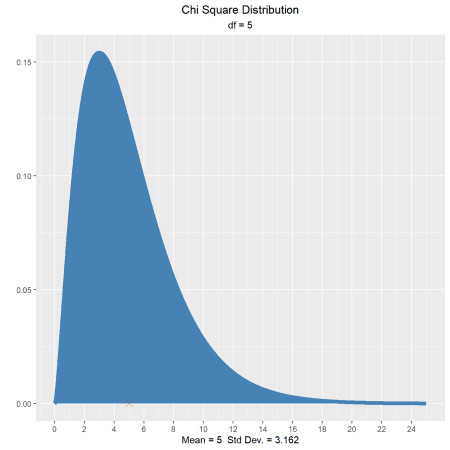 Chi Square Distribution
df = 5
0.15
0.10
0.05
0.00
0 2 4 6 8 10 12 14 16 18 20 22 24
Mean = 5 Std Dev. = 3.162